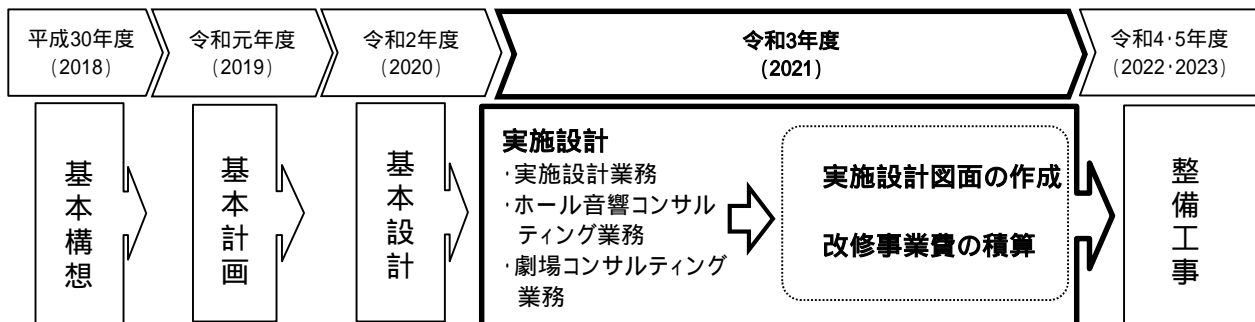 平成30年度
(2018)
令和元年度
(2019)
令和2年度
(2020)
令和3年度
(2021)
令和4・5年度
(2022・2023)
基本構想
基本計画
基本設計
実施設計
・実施設計業務
・ホール音響コンサル
ティング業務
・劇場コンサルティング
業務
実施設計図面の作成
改修事業費の積算
整備工事